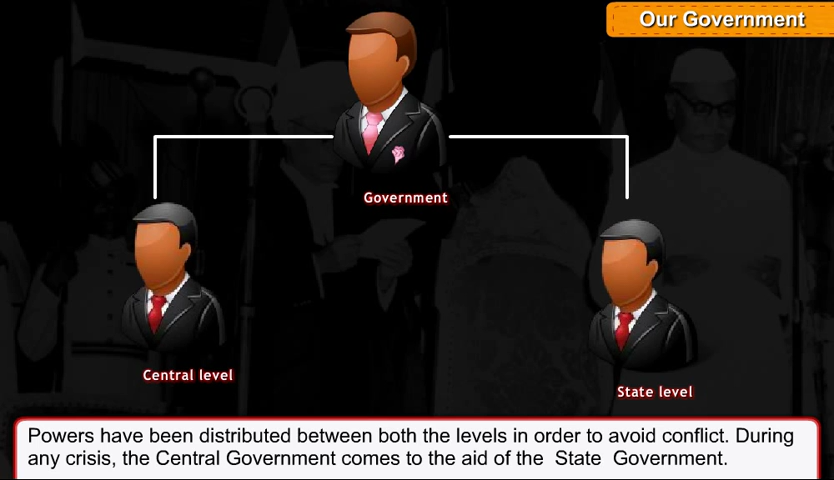 Our Government
Government
Central level
State level
Powers have been distributed between both the levels in order to avoid conflict. During
any crisis, the Central Government comes to the aid of the State Government.